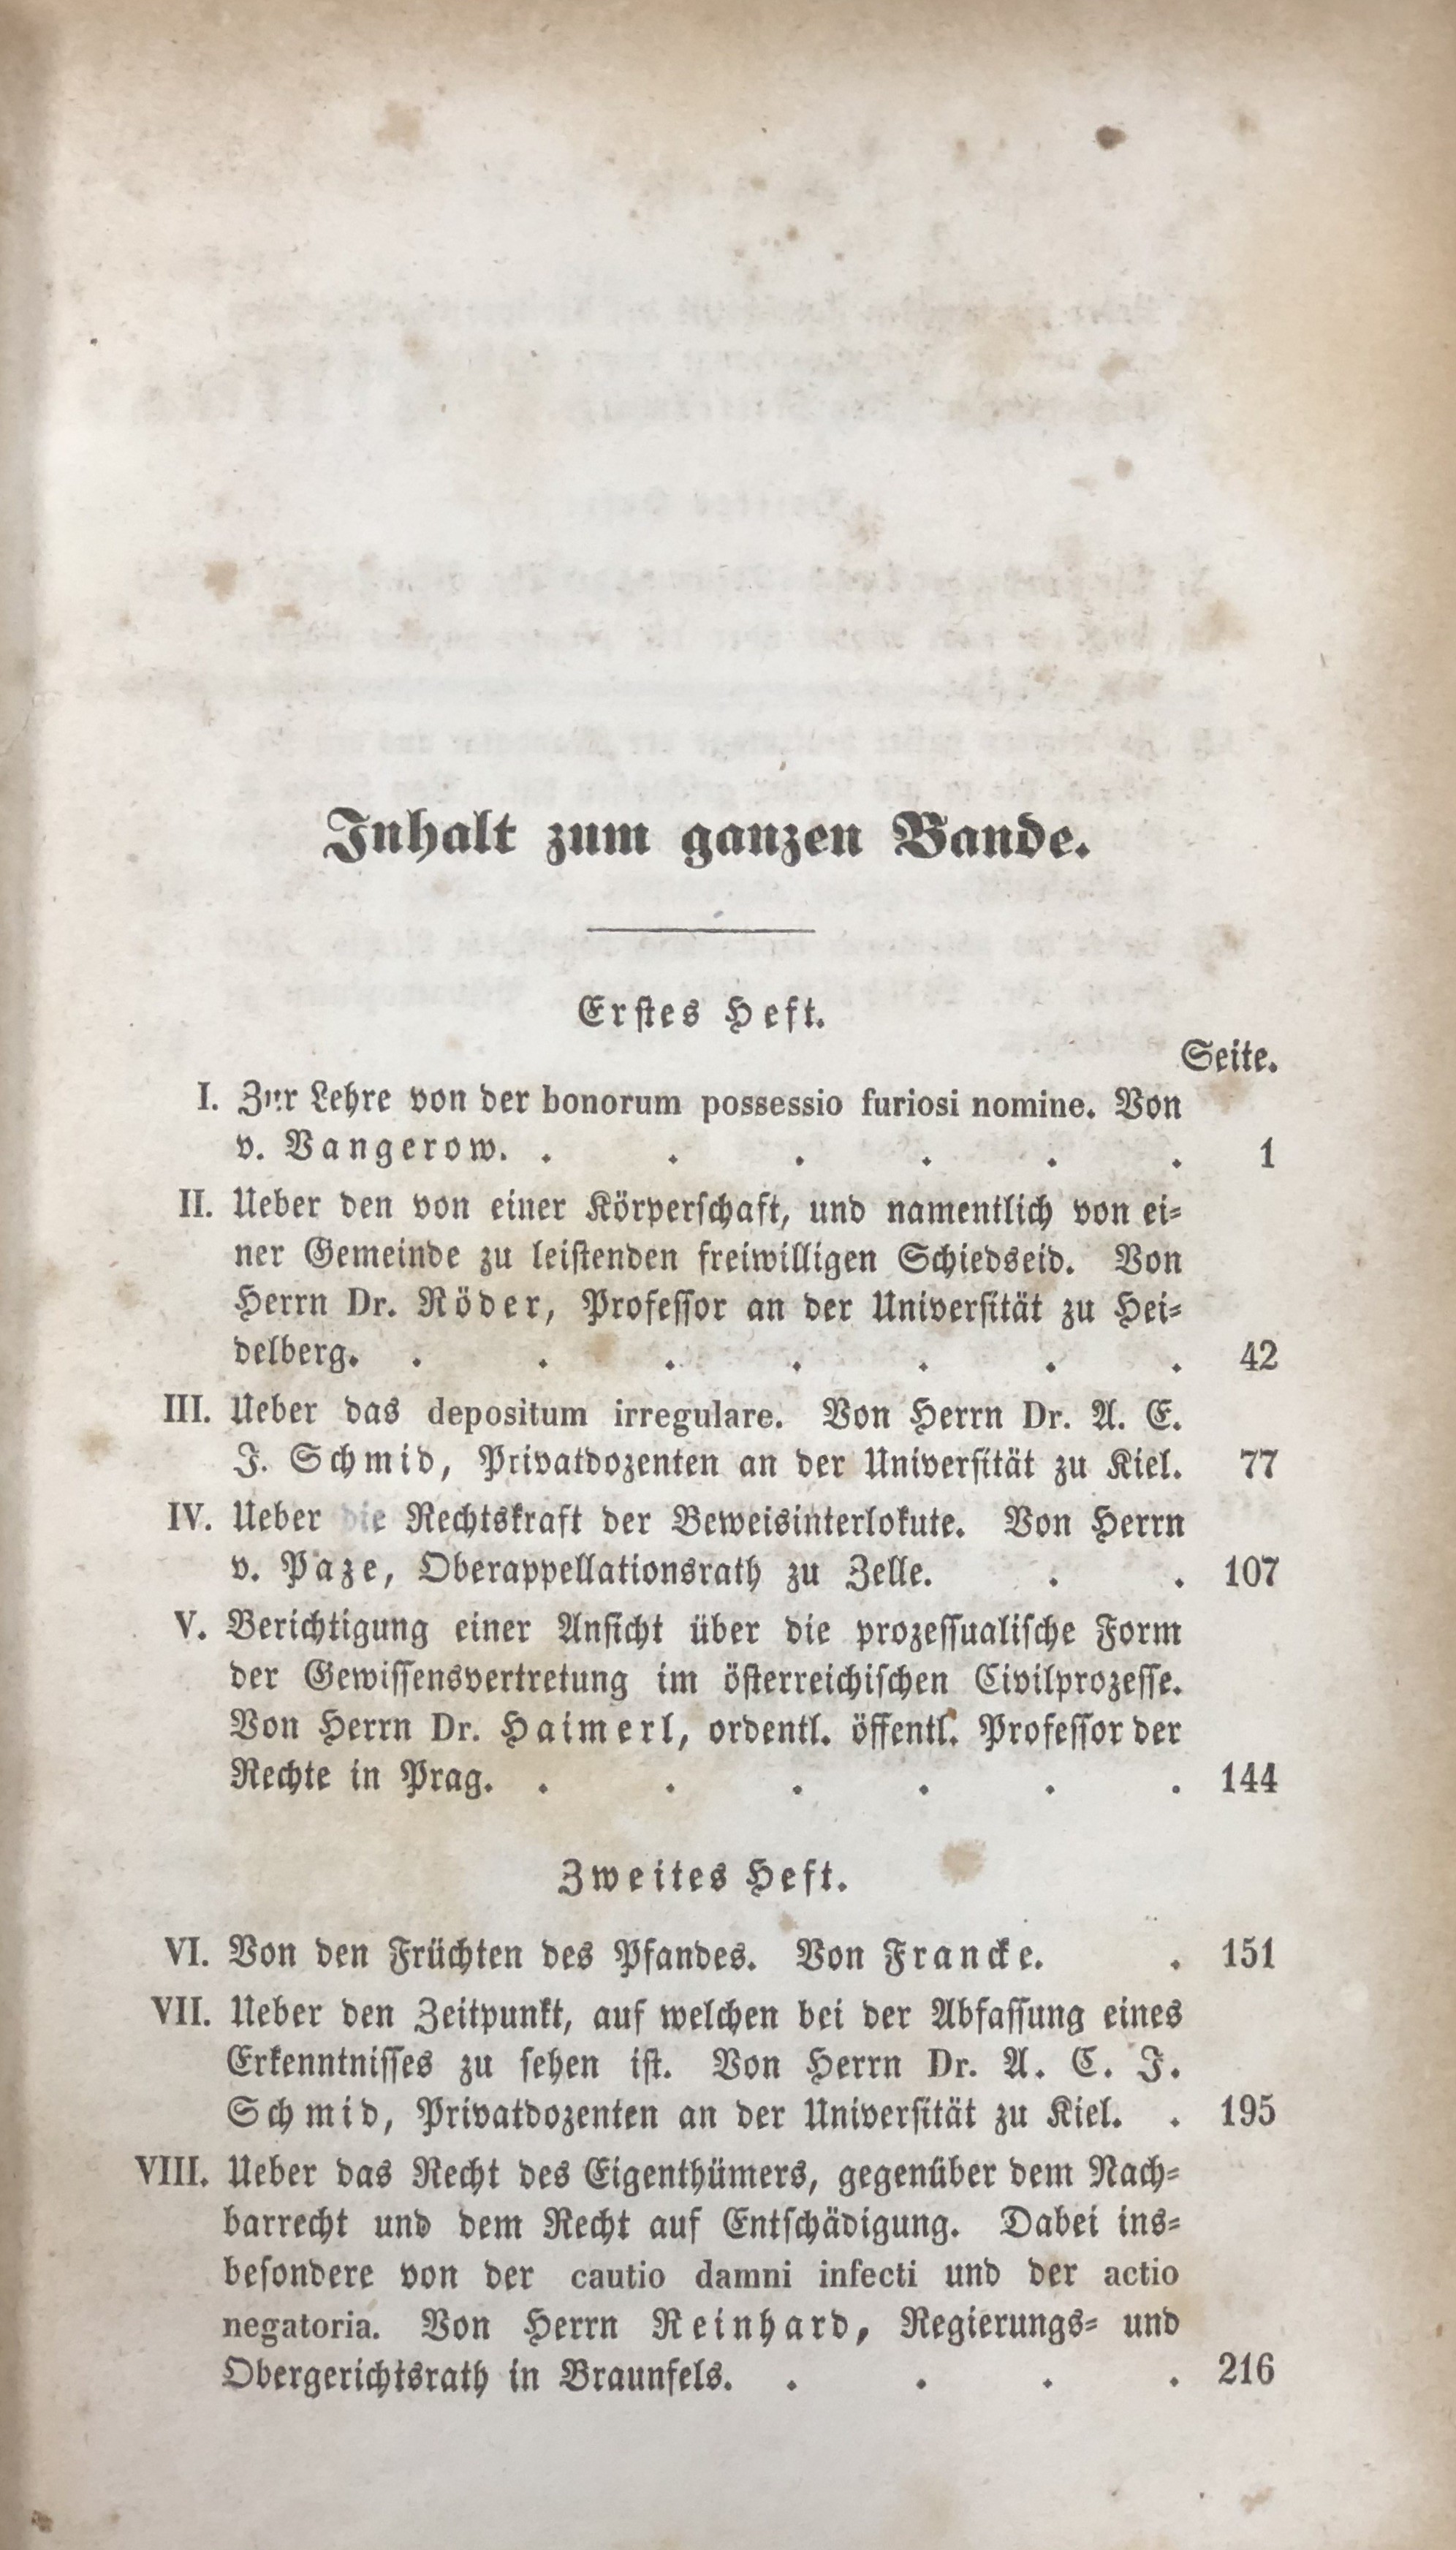 Inhalt zum ganzen Bande.
Erstes Heft.
Seite.
I. Zur Lehre von der bonorum possessio furiosi nomine. Von
v. Vangerow. . . . . . . 1
II. Ueber den von einer Körperschaft, und namentlich von ei-
ner Gemeinde zu leistenden freiwilligen Schiedseid. Von
Herrn Dr. Röder, Professor an der Universität zu Hei-
delberg. . . . . . . . 42
III. Ueber das depositum irregulare. Von Herrn Dr. A. E.
J. Schmid, Privatdozenten an der Universität zu Kiel. 77
IV. Ueber die Rechtskraft der Beweisinterlokute. Von Herrn
v. Paze, Oberappellationsrath zu Zelle. . . 107
V. Berichtigung einer Ansicht über die prozessualische Form
der Gewissensvertretung im österreichischen Civilprozesse.
Von Herrn Dr. Haimerl, ordentl. öffentl. Professor der
Rechte in Prag. . . . . . . 144
Zweites Heft.
VI. Von den Früchten des Pfandes. Von Francke. . 151
VII. Ueber den Zeitpunkt, auf welchen bei der Abfassung eines
Erkenntnisses zu sehen ist. Von Herrn Dr. A. C. J.
Schmid, Privatdozenten an der Universität zu Kiel. . 195
VIII. Ueber das Recht des Eigenthümers, gegenüber dem Nach-
barrecht und dem Recht auf Entschädigung. Dabei ins-
besondere von der cautio damni infecti und der actio
negatoria. Von Herrn Reinhard, Regierungs- und
Obergerichtsrath in Braunfels. . . . . 216